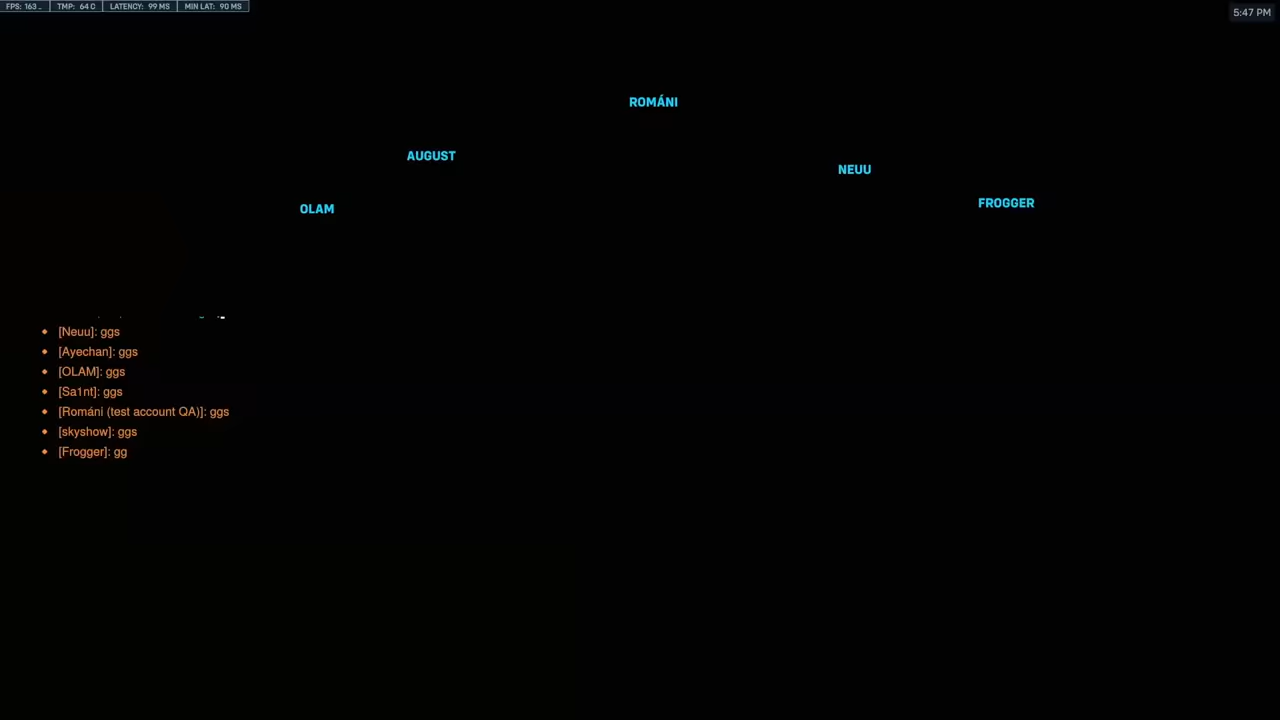 FPS: 163 .. TMP: 64 C LATENCY: 99 MS MIN LAT: 90 MS
5:47 PM
ROMÁNI
AUGUST
NEUU
FROGGER
OLAM
[Neuu]: ggs
[Ayechan]: ggs
[OLAM]: ggs
[Sa1nt]: ggs
[Románi (test account QA)]: ggs
[skyshow]: ggs
[Frogger]: gg